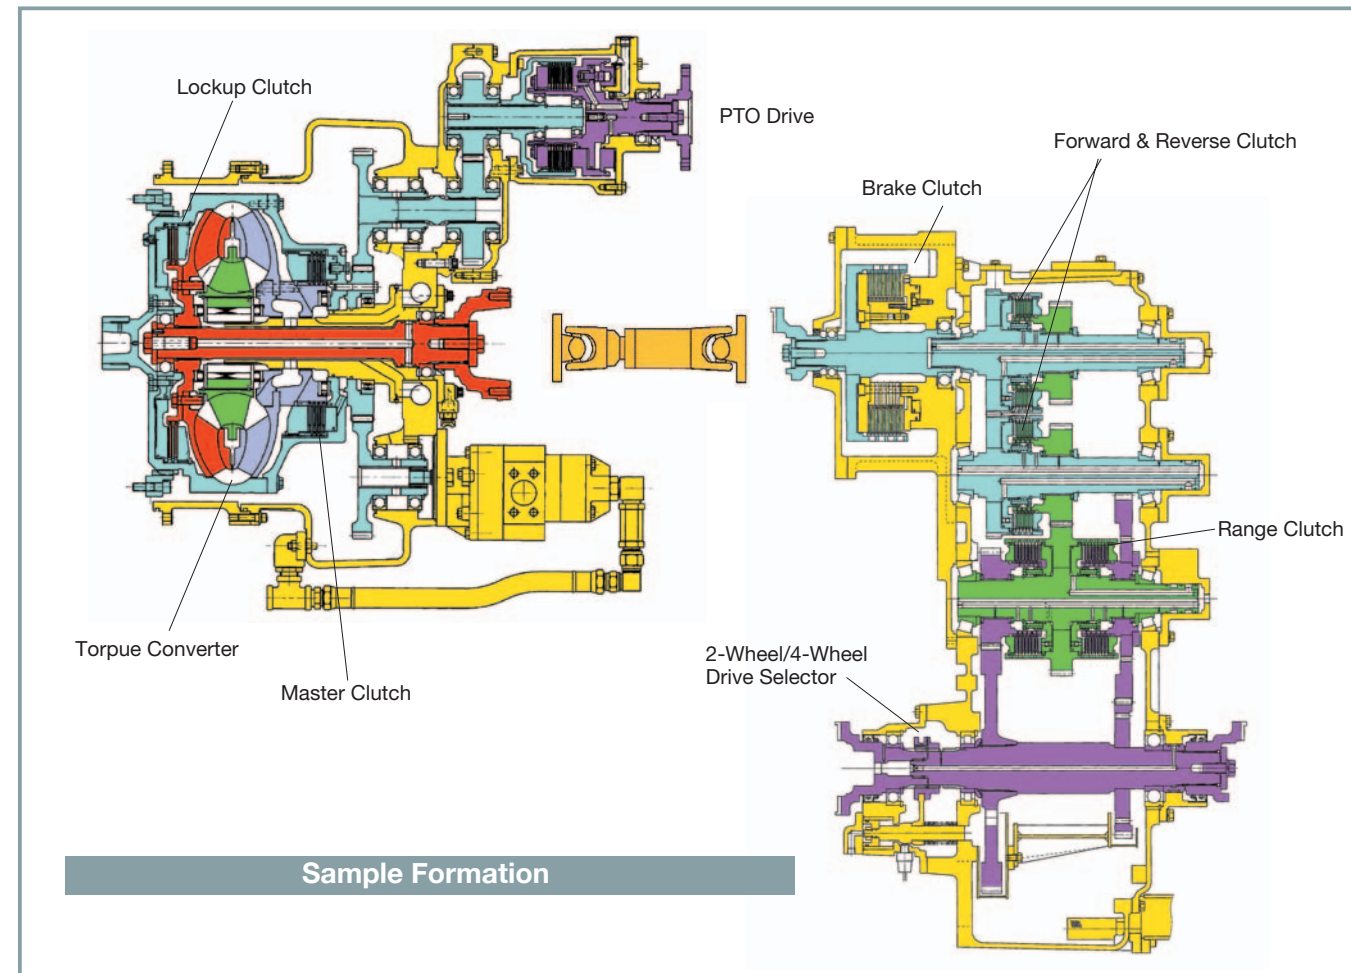 Lockup Clutch
PTO Drive
Forward & Reverse Clutch
Brake Clutch
Range Clutch
Torpue Converter
2-Wheel/4-Wheel
Drive Selector
Master Clutch
Sample Formation